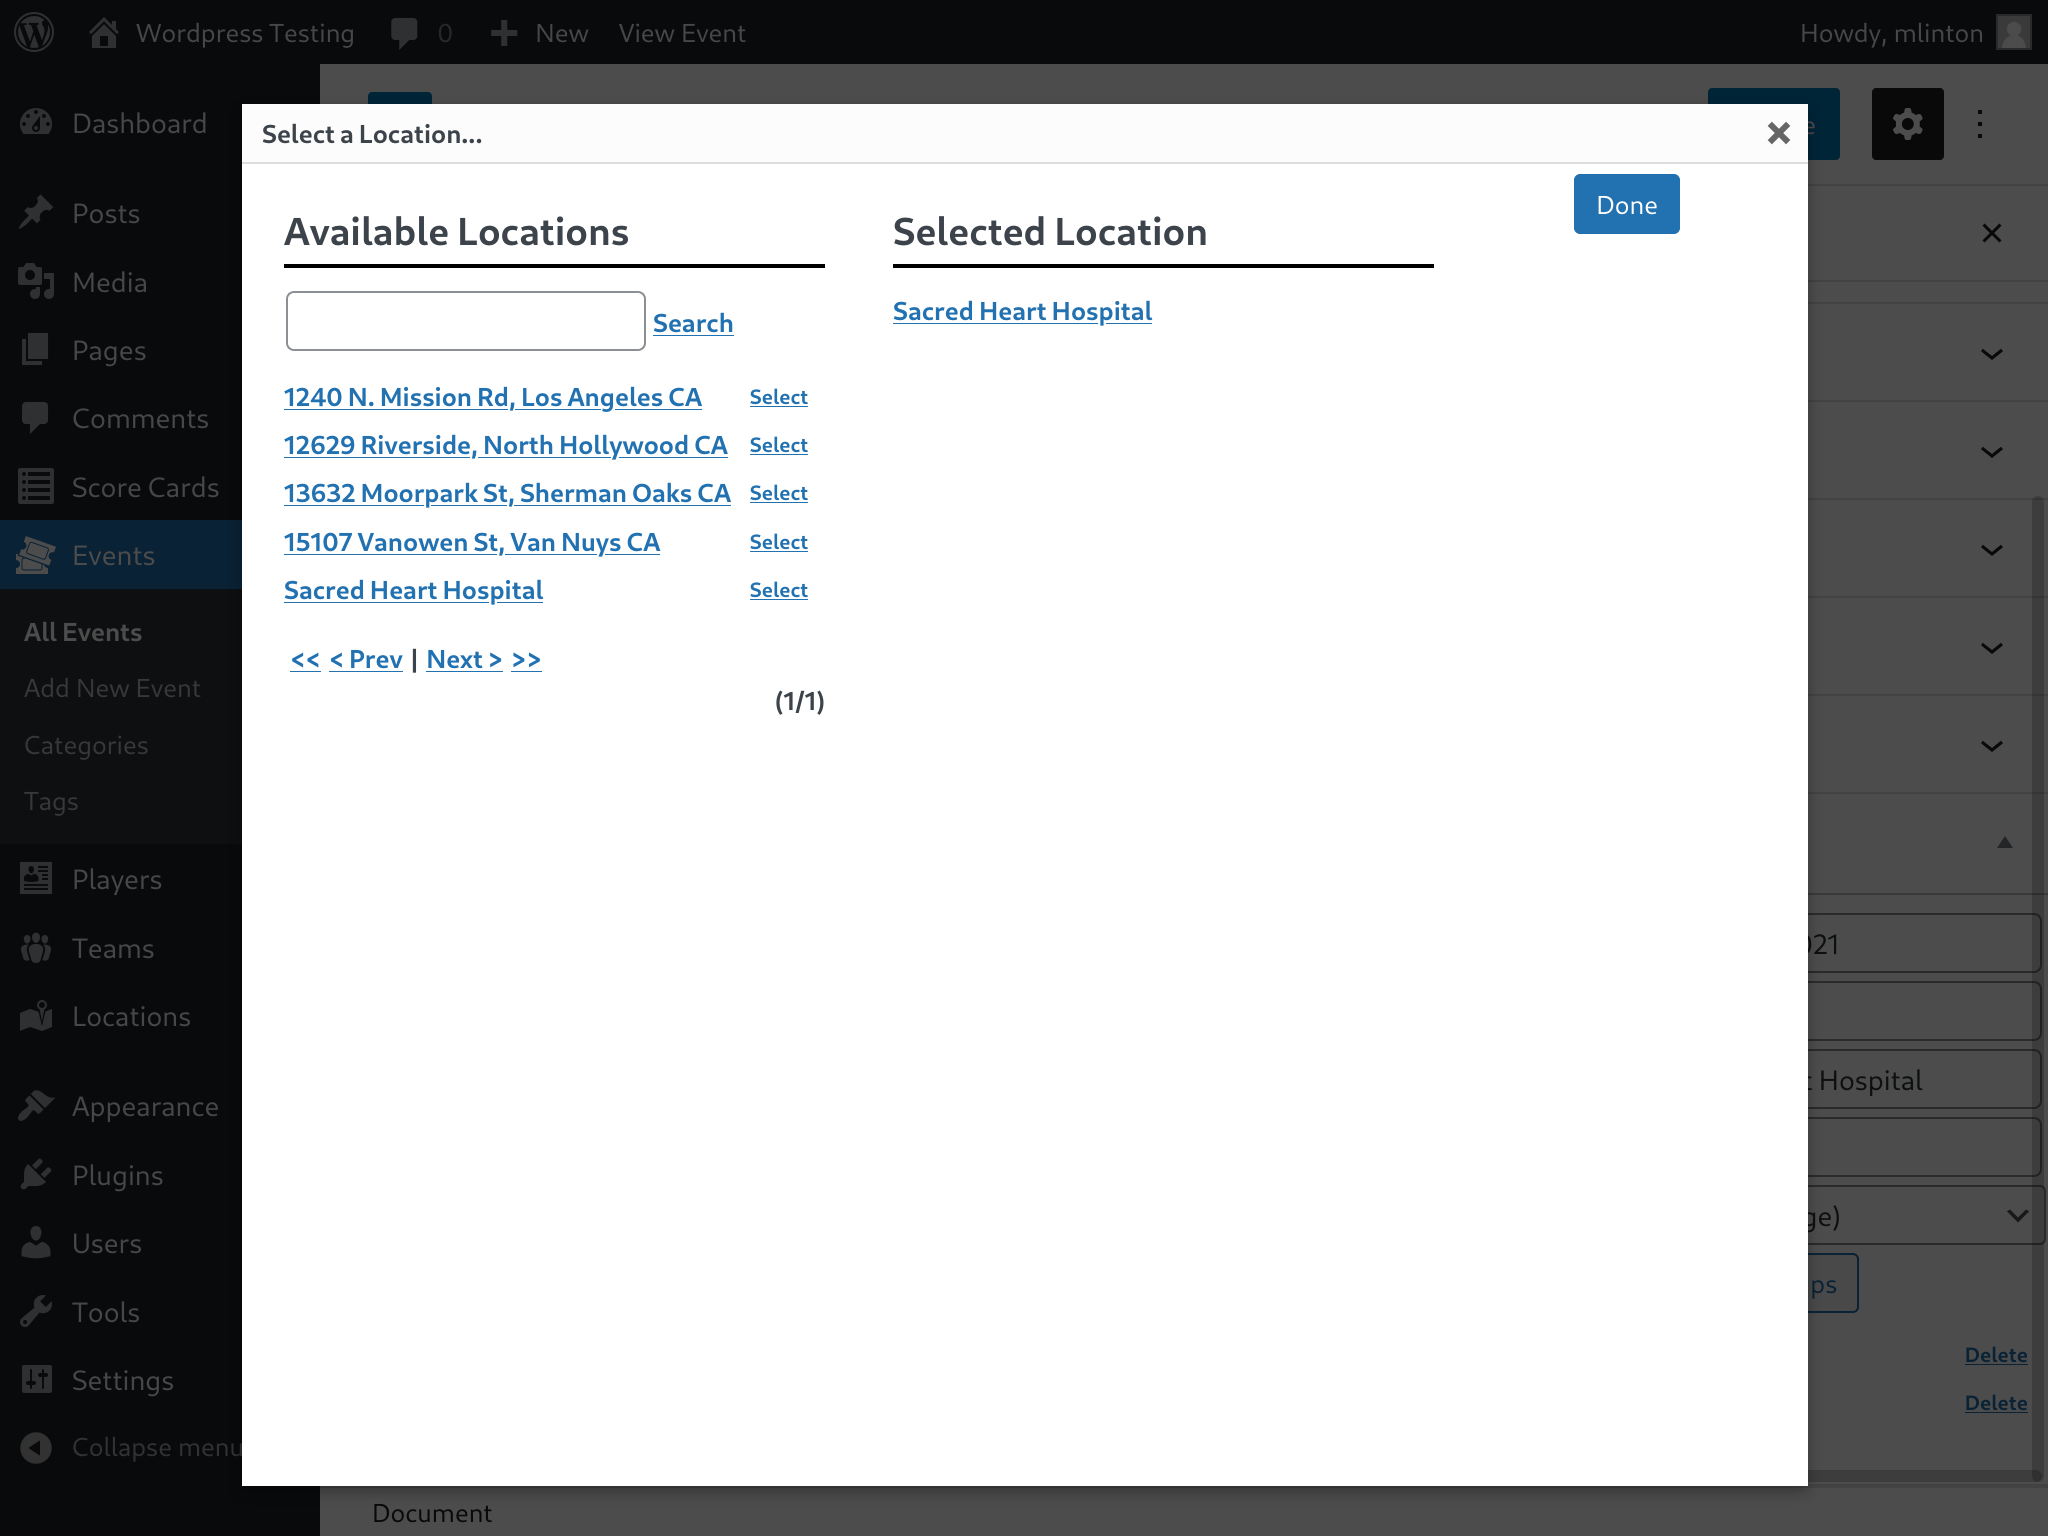 Wordpress Testing 0 New View Event Howdy, mlinton
Dashboard
Posts
Media
Pages
Comments
Score Cards
Events
All Events
Add New Event
Categories
Tags
Players
Teams
Locations
Appearance
Plugins
Users
Tools
Settings
Collapse menu
Select a Location...
Done
Available Locations
Search
1240 N. Mission Rd, Los Angeles CA Select
12629 Riverside, North Hollywood CA Select
13632 Moorpark St, Sherman Oaks CA Select
15107 Vanowen St, Van Nuys CA Select
Sacred Heart Hospital Select
<< < Prev | Next > >>
(1/1)
Selected Location
Sacred Heart Hospital
21
Hospital
ge)
ps
Delete
Delete
Document